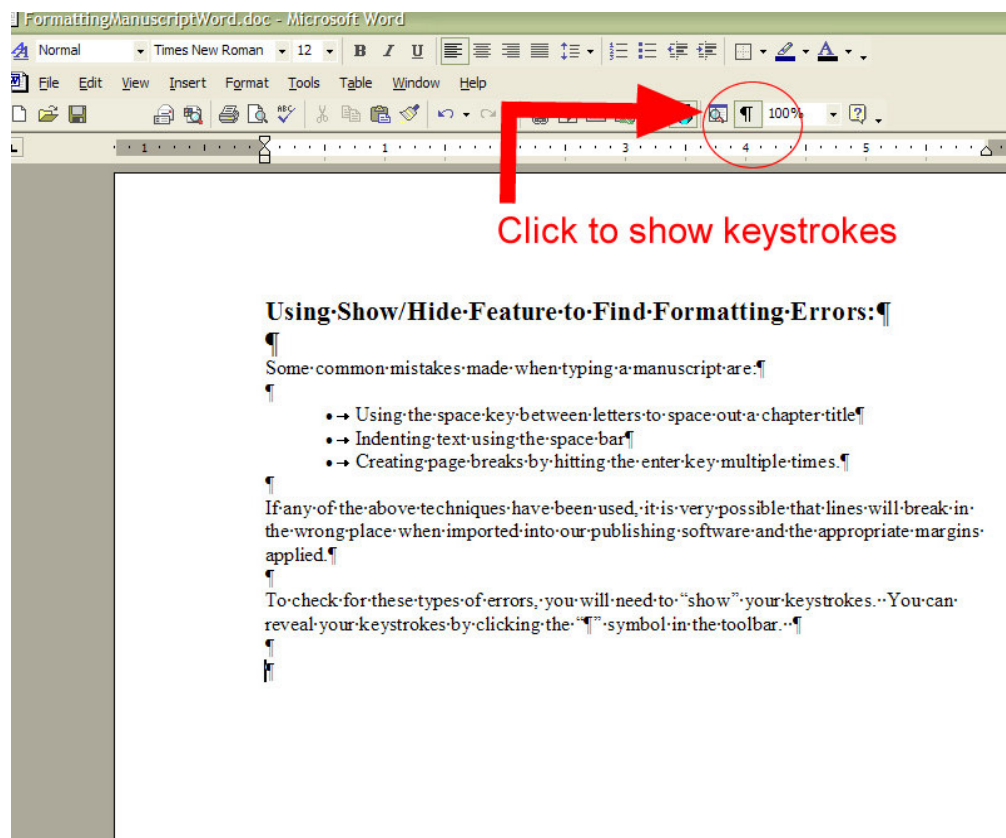 FormattingManuscriptWord.doc - Microsoft Word
Normal Times New Roman 12 B I U A
File Edit View Insert Format Tools Table Window Help
ABC ¶ 100%
1 1 3 4 5
Click to show keystrokes
Using·Show/Hide·Feature·to·Find·Formatting·Errors:¶
¶
Some·common·mistakes·made·when·typing·a·manuscript·are:¶
¶
•→Using·the·space·key·between·letters·to·space·out·a·chapter·title¶
•→Indenting·text·using·the·space·bar¶
•→Creating·page·breaks·by·hitting·the·enter·key·multiple·times.¶
¶
If·any·of·the·above·techniques·have·been·used,·it·is·very·possible·that·lines·will·break·in·
the·wrong·place·when·imported·into·our·publishing·software·and·the·appropriate·margins·
applied.¶
¶
To·check·for·these·types·of·errors,·you·will·need·to·“show”·your·keystrokes.··You·can·
reveal·your·keystrokes·by·clicking·the·“¶”·symbol·in·the·toolbar.··¶
¶
¶